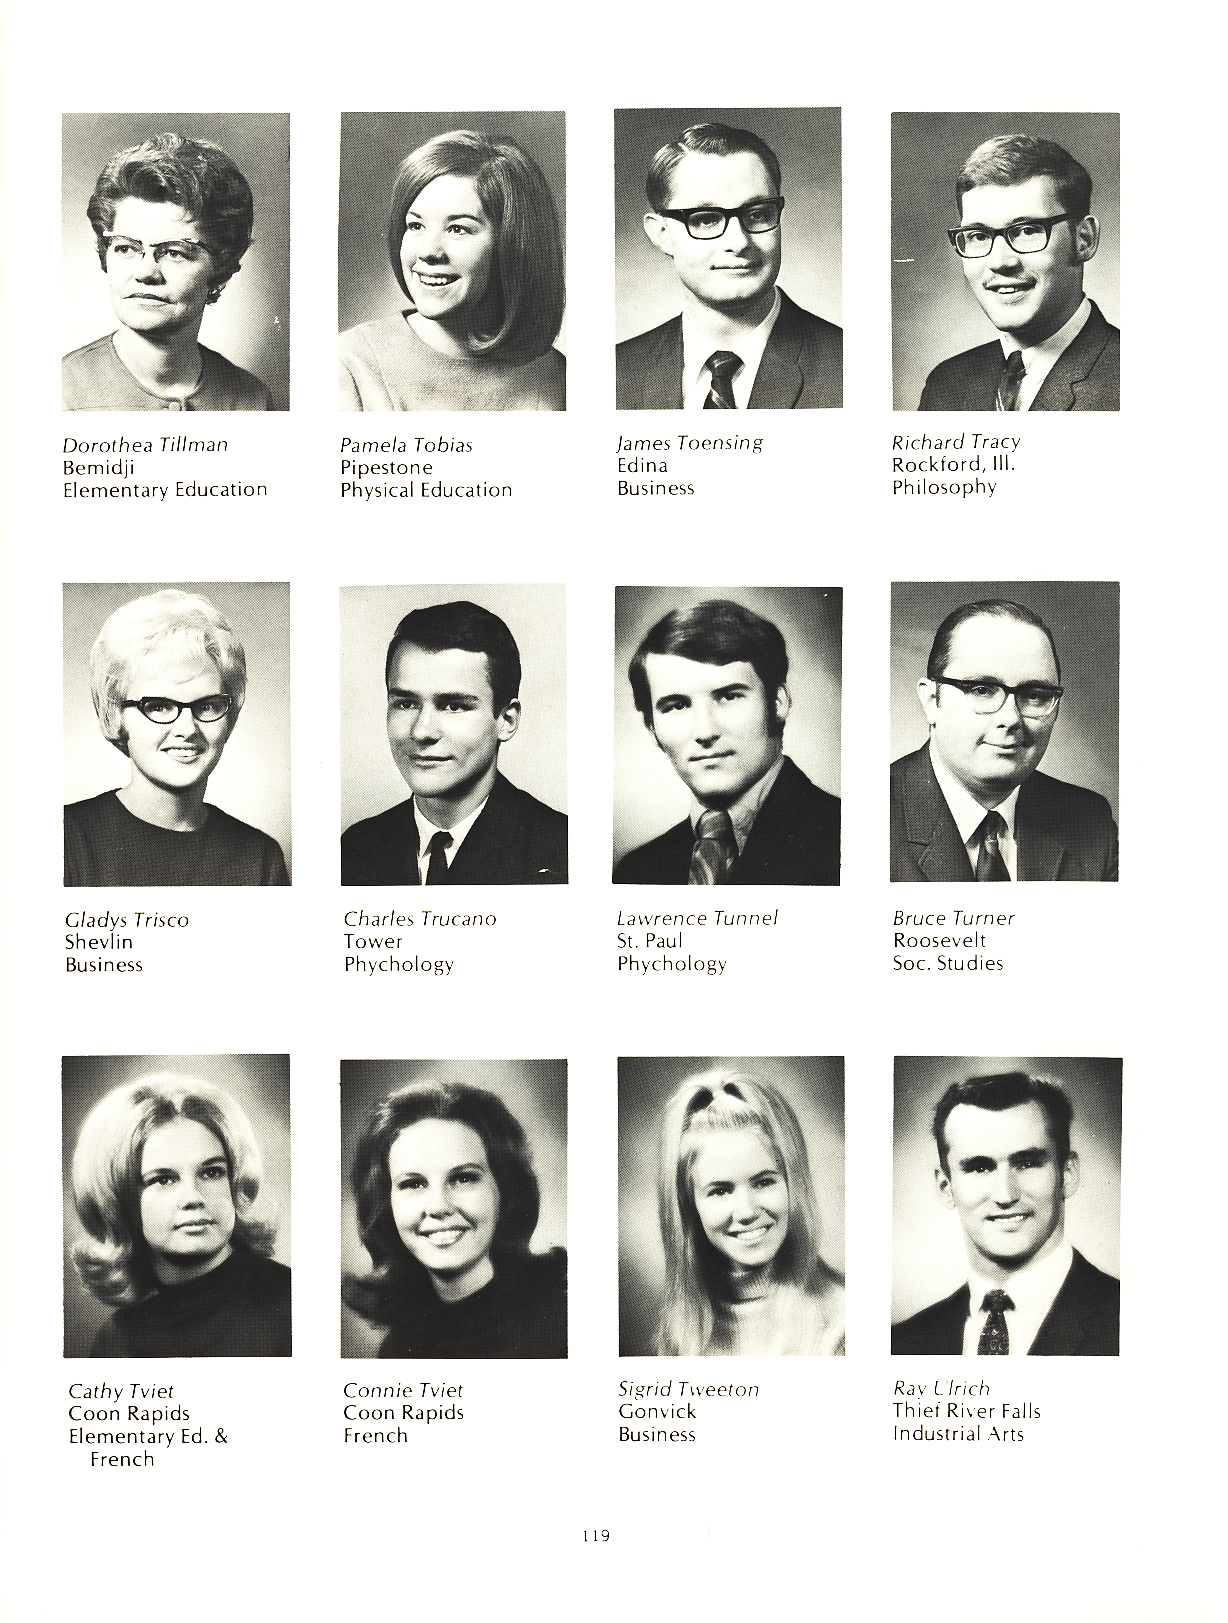 Dorothea Tillman
Bemidji
Elementary Education
Pamela Tobias
Pipestone
Physical Education
James Toensing
Edina
Business
Richard Tracy
Rockford, Ill.
Philosophy
Gladys Trisco
Shevlin
Business
Charles Trucano
Tower
Phychology
Lawrence Tunnel
St. Paul
Phychology
Bruce Turner
Roosevelt
Soc. Studies
Cathy Tviet
Coon Rapids
Elementary Ed. &
French
Connie Tviet
Coon Rapids
French
Sigrid Tweeton
Gonvick
Business
Ray Ulrich
Thief River Falls
Industrial Arts
119